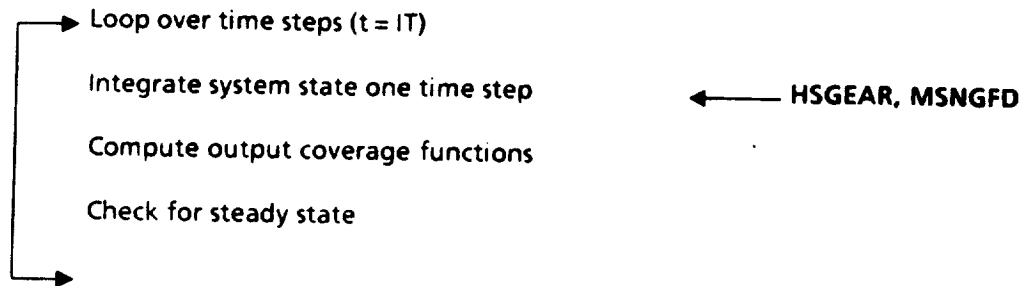 Loop over time steps (t = IT)
Integrate system state one time step
HSGEAR, MSNGFD
Compute output coverage functions
Check for steady state